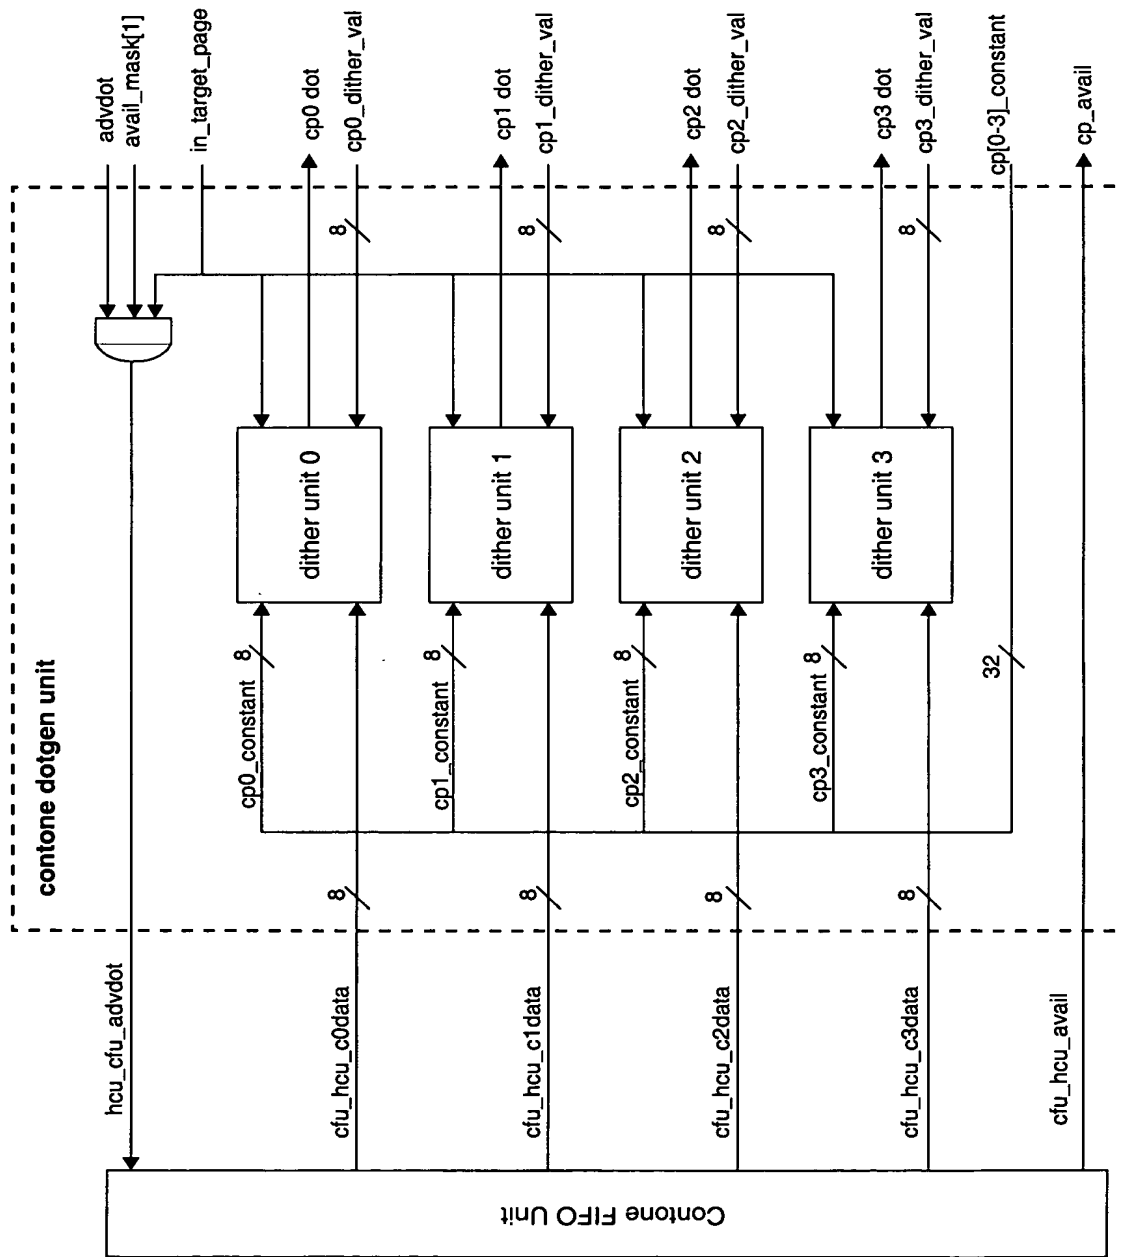 advdot
avail_mask[1]
in_target_page
cp0 dot
cp0_dither_val
cp1 dot
cp1_dither_val
cp2 dot
cp2_dither_val
cp3 dot
cp3_dither_val
cp[0-3]_constant
cp_avail
8
8
8
8
dither unit 0
dither unit 1
dither unit 2
dither unit 3
cp0_constant
8
cp1_constant
8
cp2_constant
8
cp3_constant
8
32
contone dotgen unit
8
8
8
8
hcu_cfu_advdot
cfu_hcu_c0data
cfu_hcu_c1data
cfu_hcu_c2data
cfu_hcu_c3data
cfu_hcu_avail
Contone FIFO Unit